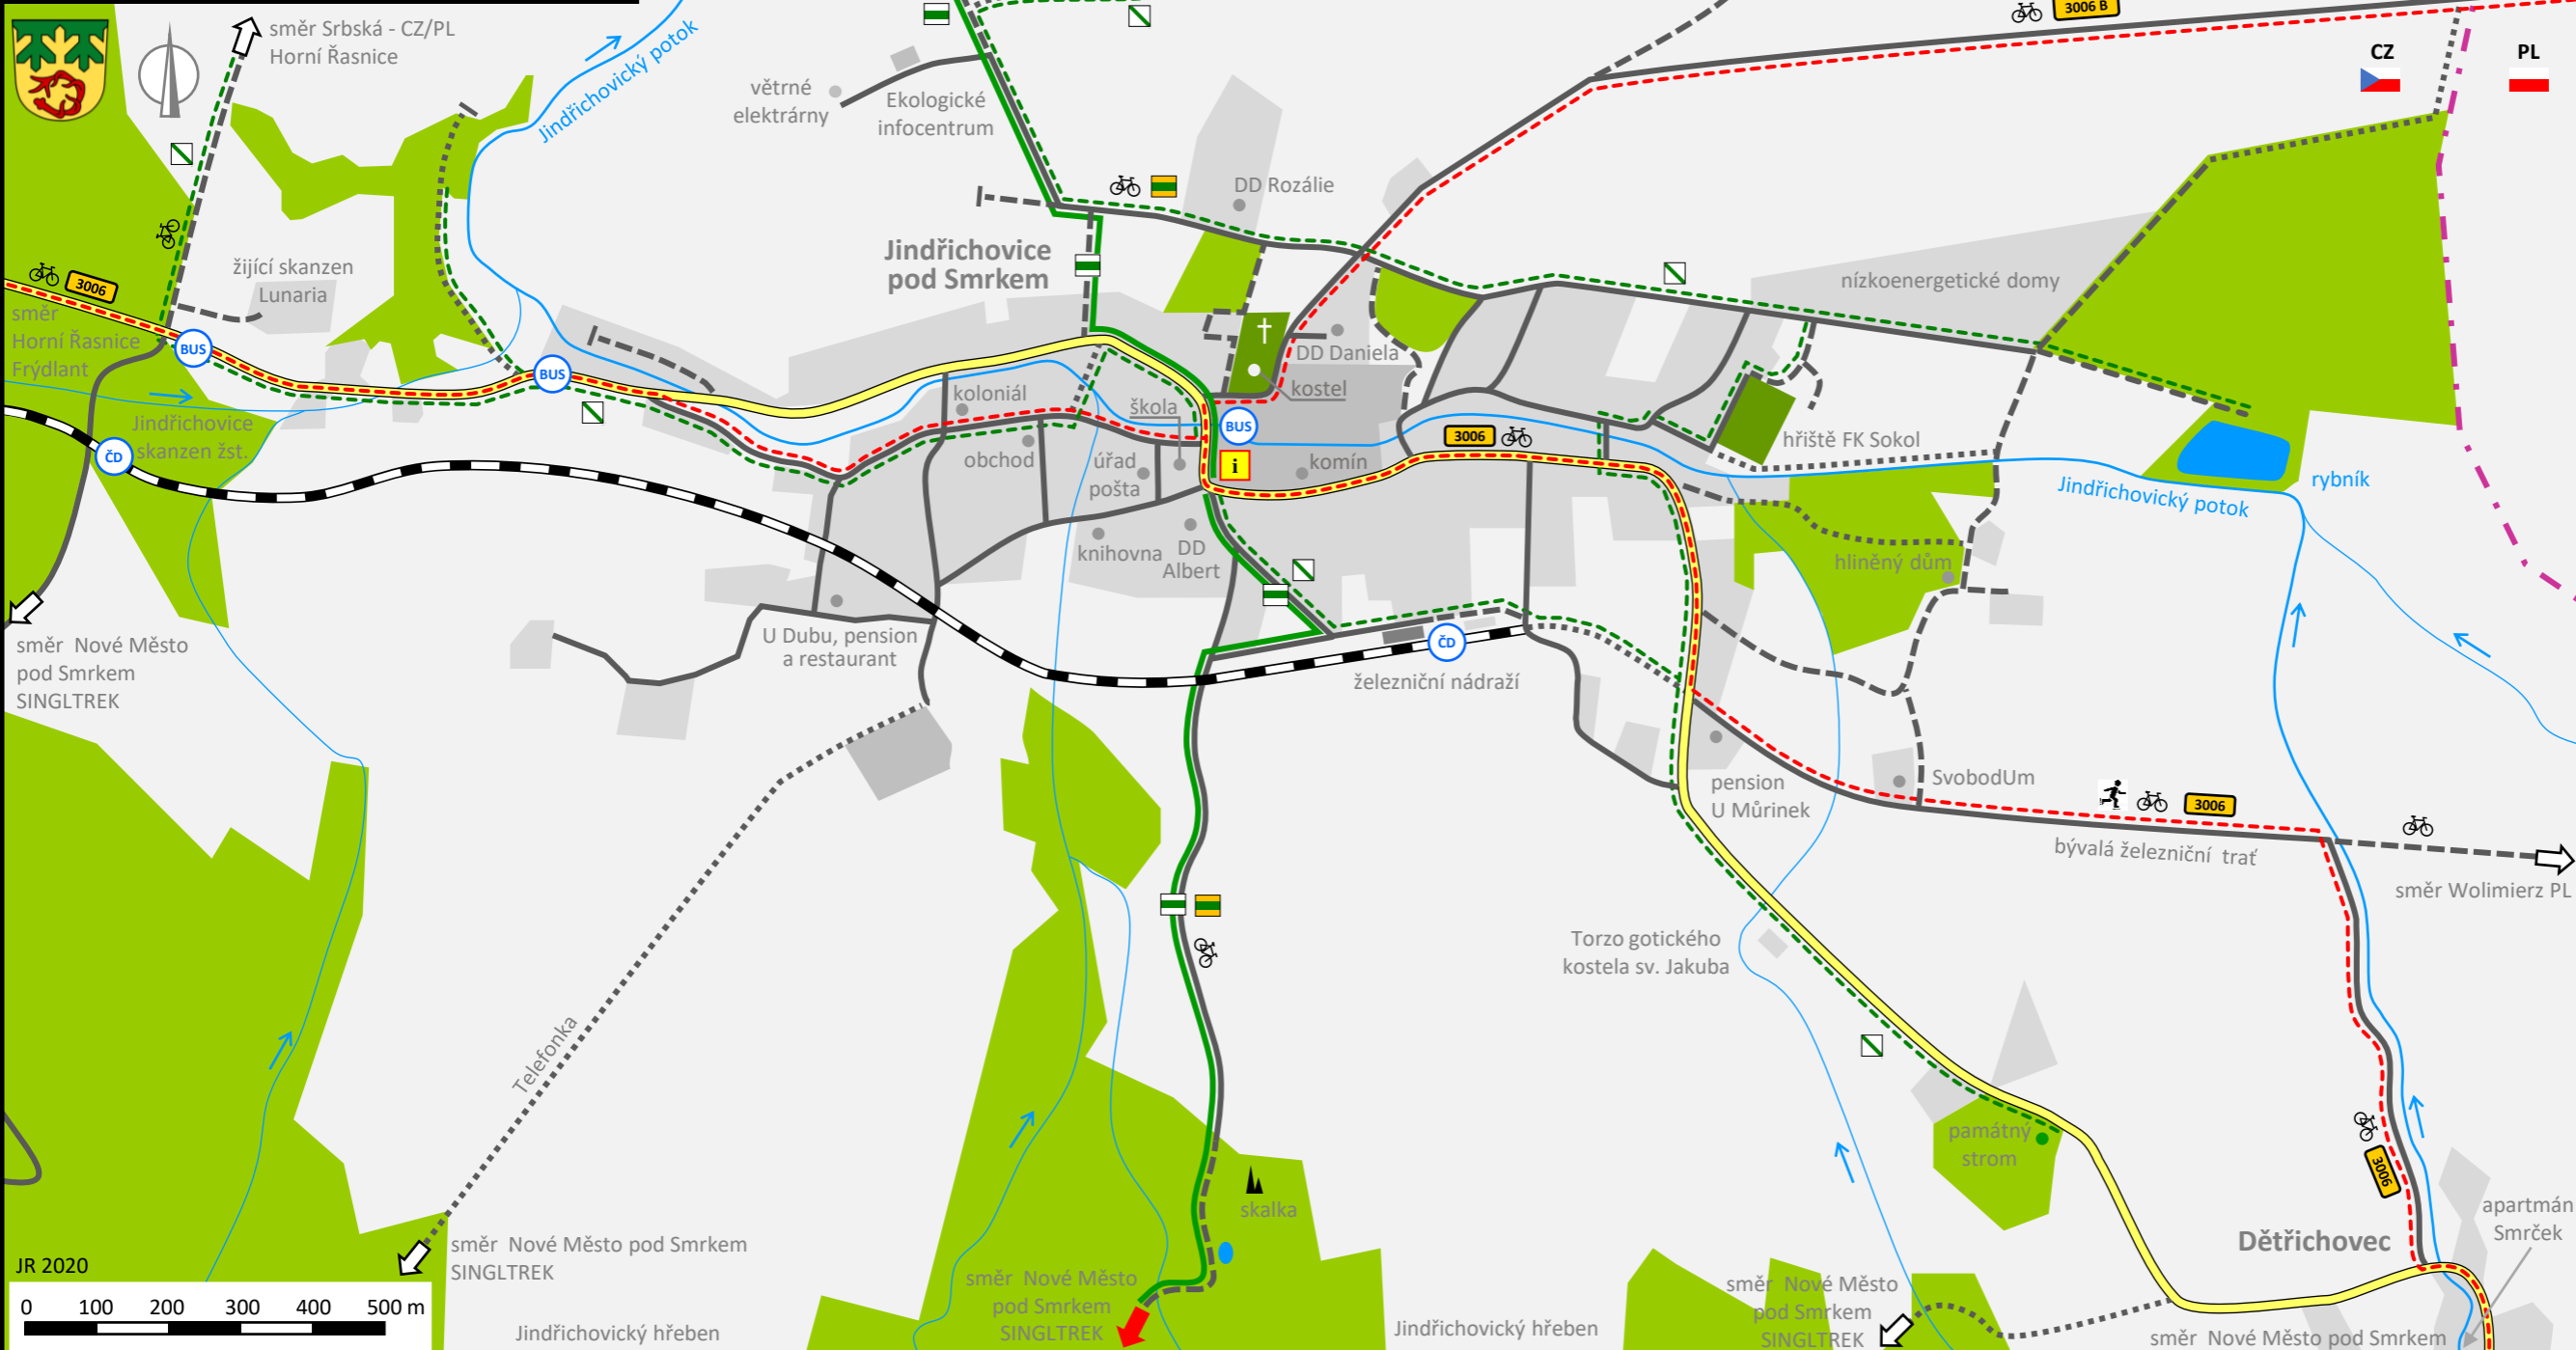 směr Srbská - CZ/PL
Horní Řasnice
Jindřichovický potok
větrné
elektrárny
Ekologické
infocentrum
3006 B
CZ
PL
DD Rozálie
Jindřichovice
pod Smrkem
žijící skanzen
Lunaria
3006
směr
Horní Řasnice
Frýdlant
BUS
BUS
nízkoenergetické domy
DD Daniela
kostel
koloniál
škola
BUS
Jindřichovice
skanzen žst.
ČD
obchod
úřad
pošta
i
komín
3006
hřiště FK Sokol
Jindřichovický potok
rybník
knihovna
DD
Albert
hliněný dům
směr Nové Město
pod Smrkem
SINGLTREK
U Dubu, pension
a restaurant
ČD
železniční nádraží
pension
U Můrinek
SvobodUm
3006
bývalá železniční trať
směr Wolimierz PL
Torzo gotického
kostela sv. Jakuba
Telefonka
památný
strom
3006
skalka
apartmán
Smrček
Dětřichovec
směr Nové Město pod Smrkem
SINGLTREK
JR 2020
0 100 200 300 400 500 m
Jindřichovický hřeben
směr Nové Město
pod Smrkem
SINGLTREK
Jindřichovický hřeben
směr Nové Město
pod Smrkem
SINGLTREK
směr Nové Město pod Smrkem